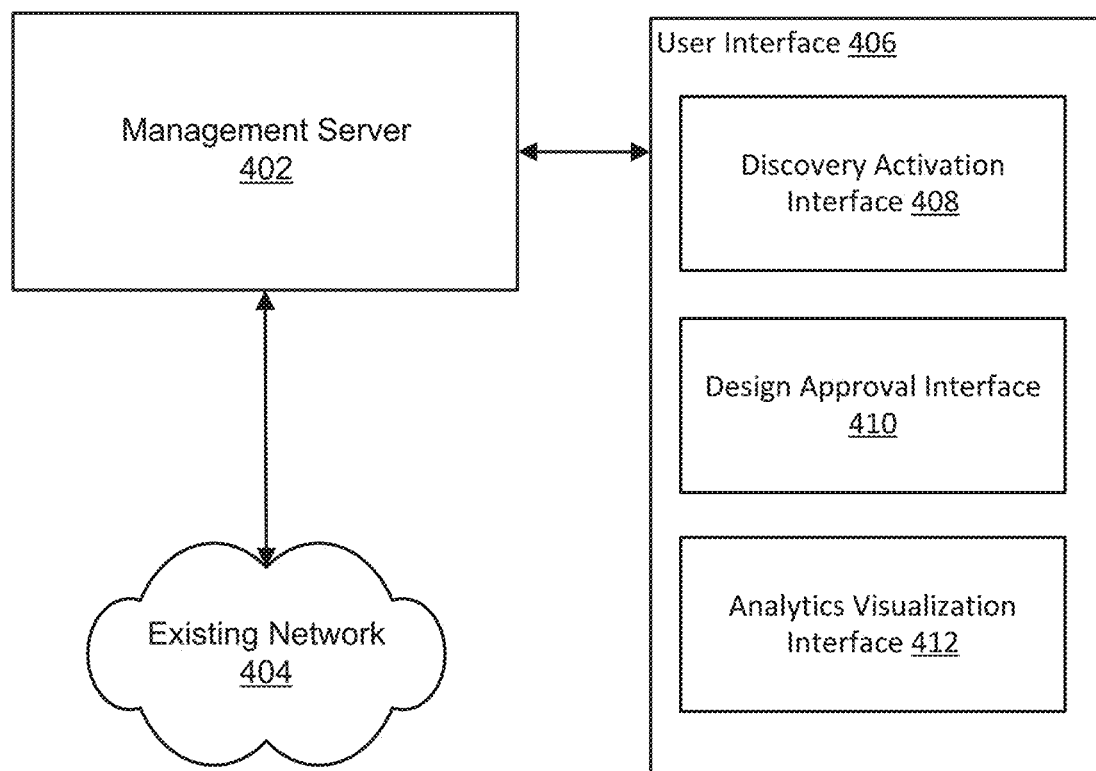 Management Server
402
User Interface 406
Discovery Activation
Interface 408
Design Approval Interface
410
Analytics Visualization
Interface 412
Existing Network
404